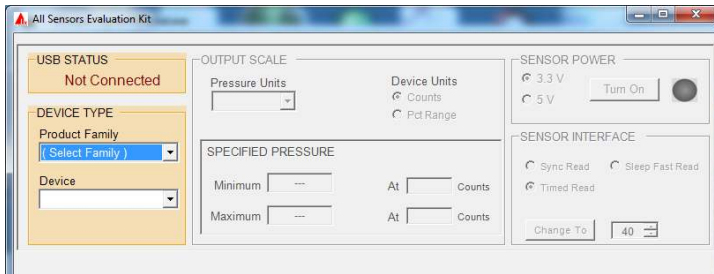 All Sensors Evaluation Kit
USB STATUS
Not Connected
DEVICE TYPE
Product Family
( Select Family )
Device
OUTPUT SCALE
Pressure Units
Device Units
Counts
Pct Range
SPECIFIED PRESSURE
Minimum --- At Counts
Maximum --- At Counts
SENSOR POWER
3.3 V
5 V
Turn On
SENSOR INTERFACE
Sync Read Sleep Fast Read
Timed Read
Change To 40